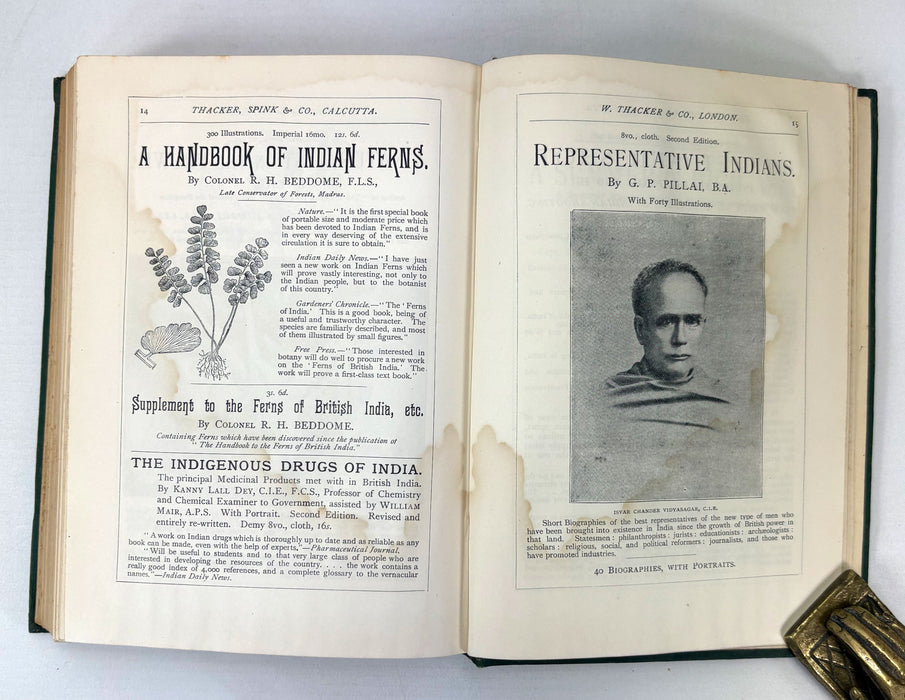 14
THACKER, SPINK & CO., CALCUTTA.
300 Illustrations. Imperial 16mo. 12s. 6d.
A HANDBOOK OF INDIAN FERNS.
By COLONEL R. H. BEDDOME, F.L.S.,
Late Conservator of Forests, Madras.
Nature.—"It is the first special book
of portable size and moderate price which
has been devoted to Indian Ferns, and is
in every way deserving of the extensive
circulation it is sure to obtain."
Indian Daily News.—"I have just
seen a new work on Indian Ferns which
will prove vastly interesting, not only to
the Indian people, but to the botanist
of this country."
Gardeners' Chronicle.—"The 'Ferns
of India.' This is a good book, being of
a useful and trustworthy character. The
species are familiarly described, and most
of them illustrated by small figures."
Free Press.—"Those interested in
botany will do well to procure a new work
on the 'Ferns of British India.' The
work will prove a first-class text book."
3s. 6d.
Supplement to the Ferns of British India, etc.
By COLONEL R. H. BEDDOME.
Containing Ferns which have been discovered since the publication of
"The Handbook to the Ferns of British India."
THE INDIGENOUS DRUGS OF INDIA.
The principal Medicinal Products met with in British India.
By KANNY LALL DEY, C.I.E., F.C.S., Professor of Chemistry
and Chemical Examiner to Government, assisted by WILLIAM
MAIR, A.P.S. With Portrait. Second Edition. Revised and
entirely re-written. Demy 8vo., cloth, 16s.
"A work on Indian drugs which is thoroughly up to date and as reliable as any
book can be made, even with the help of experts,"—Pharmaceutical Journal.
"Will be useful to students and to that very large class of people who are
interested in developing the resources of the country. . . . the work contains a
really good index of 4,000 references, and a complete glossary to the vernacular
names."—Indian Daily News.
W. THACKER & CO., LONDON.
15
8vo., cloth. Second Edition.
REPRESENTATIVE INDIANS.
By G. P. PILLAI, B.A.
With Forty Illustrations.
ISVAR CHANDER VIDYASAGAR, C.I.E.
Short Biographies of the best representatives of the new type of men who
have been brought into existence in India since the growth of British power in
that land. Statesmen : philanthropists : jurists : educationists : archæologists :
scholars : religious, social, and political reformers : journalists, and those who
have promoted industries.
40 BIOGRAPHIES, WITH PORTRAITS.